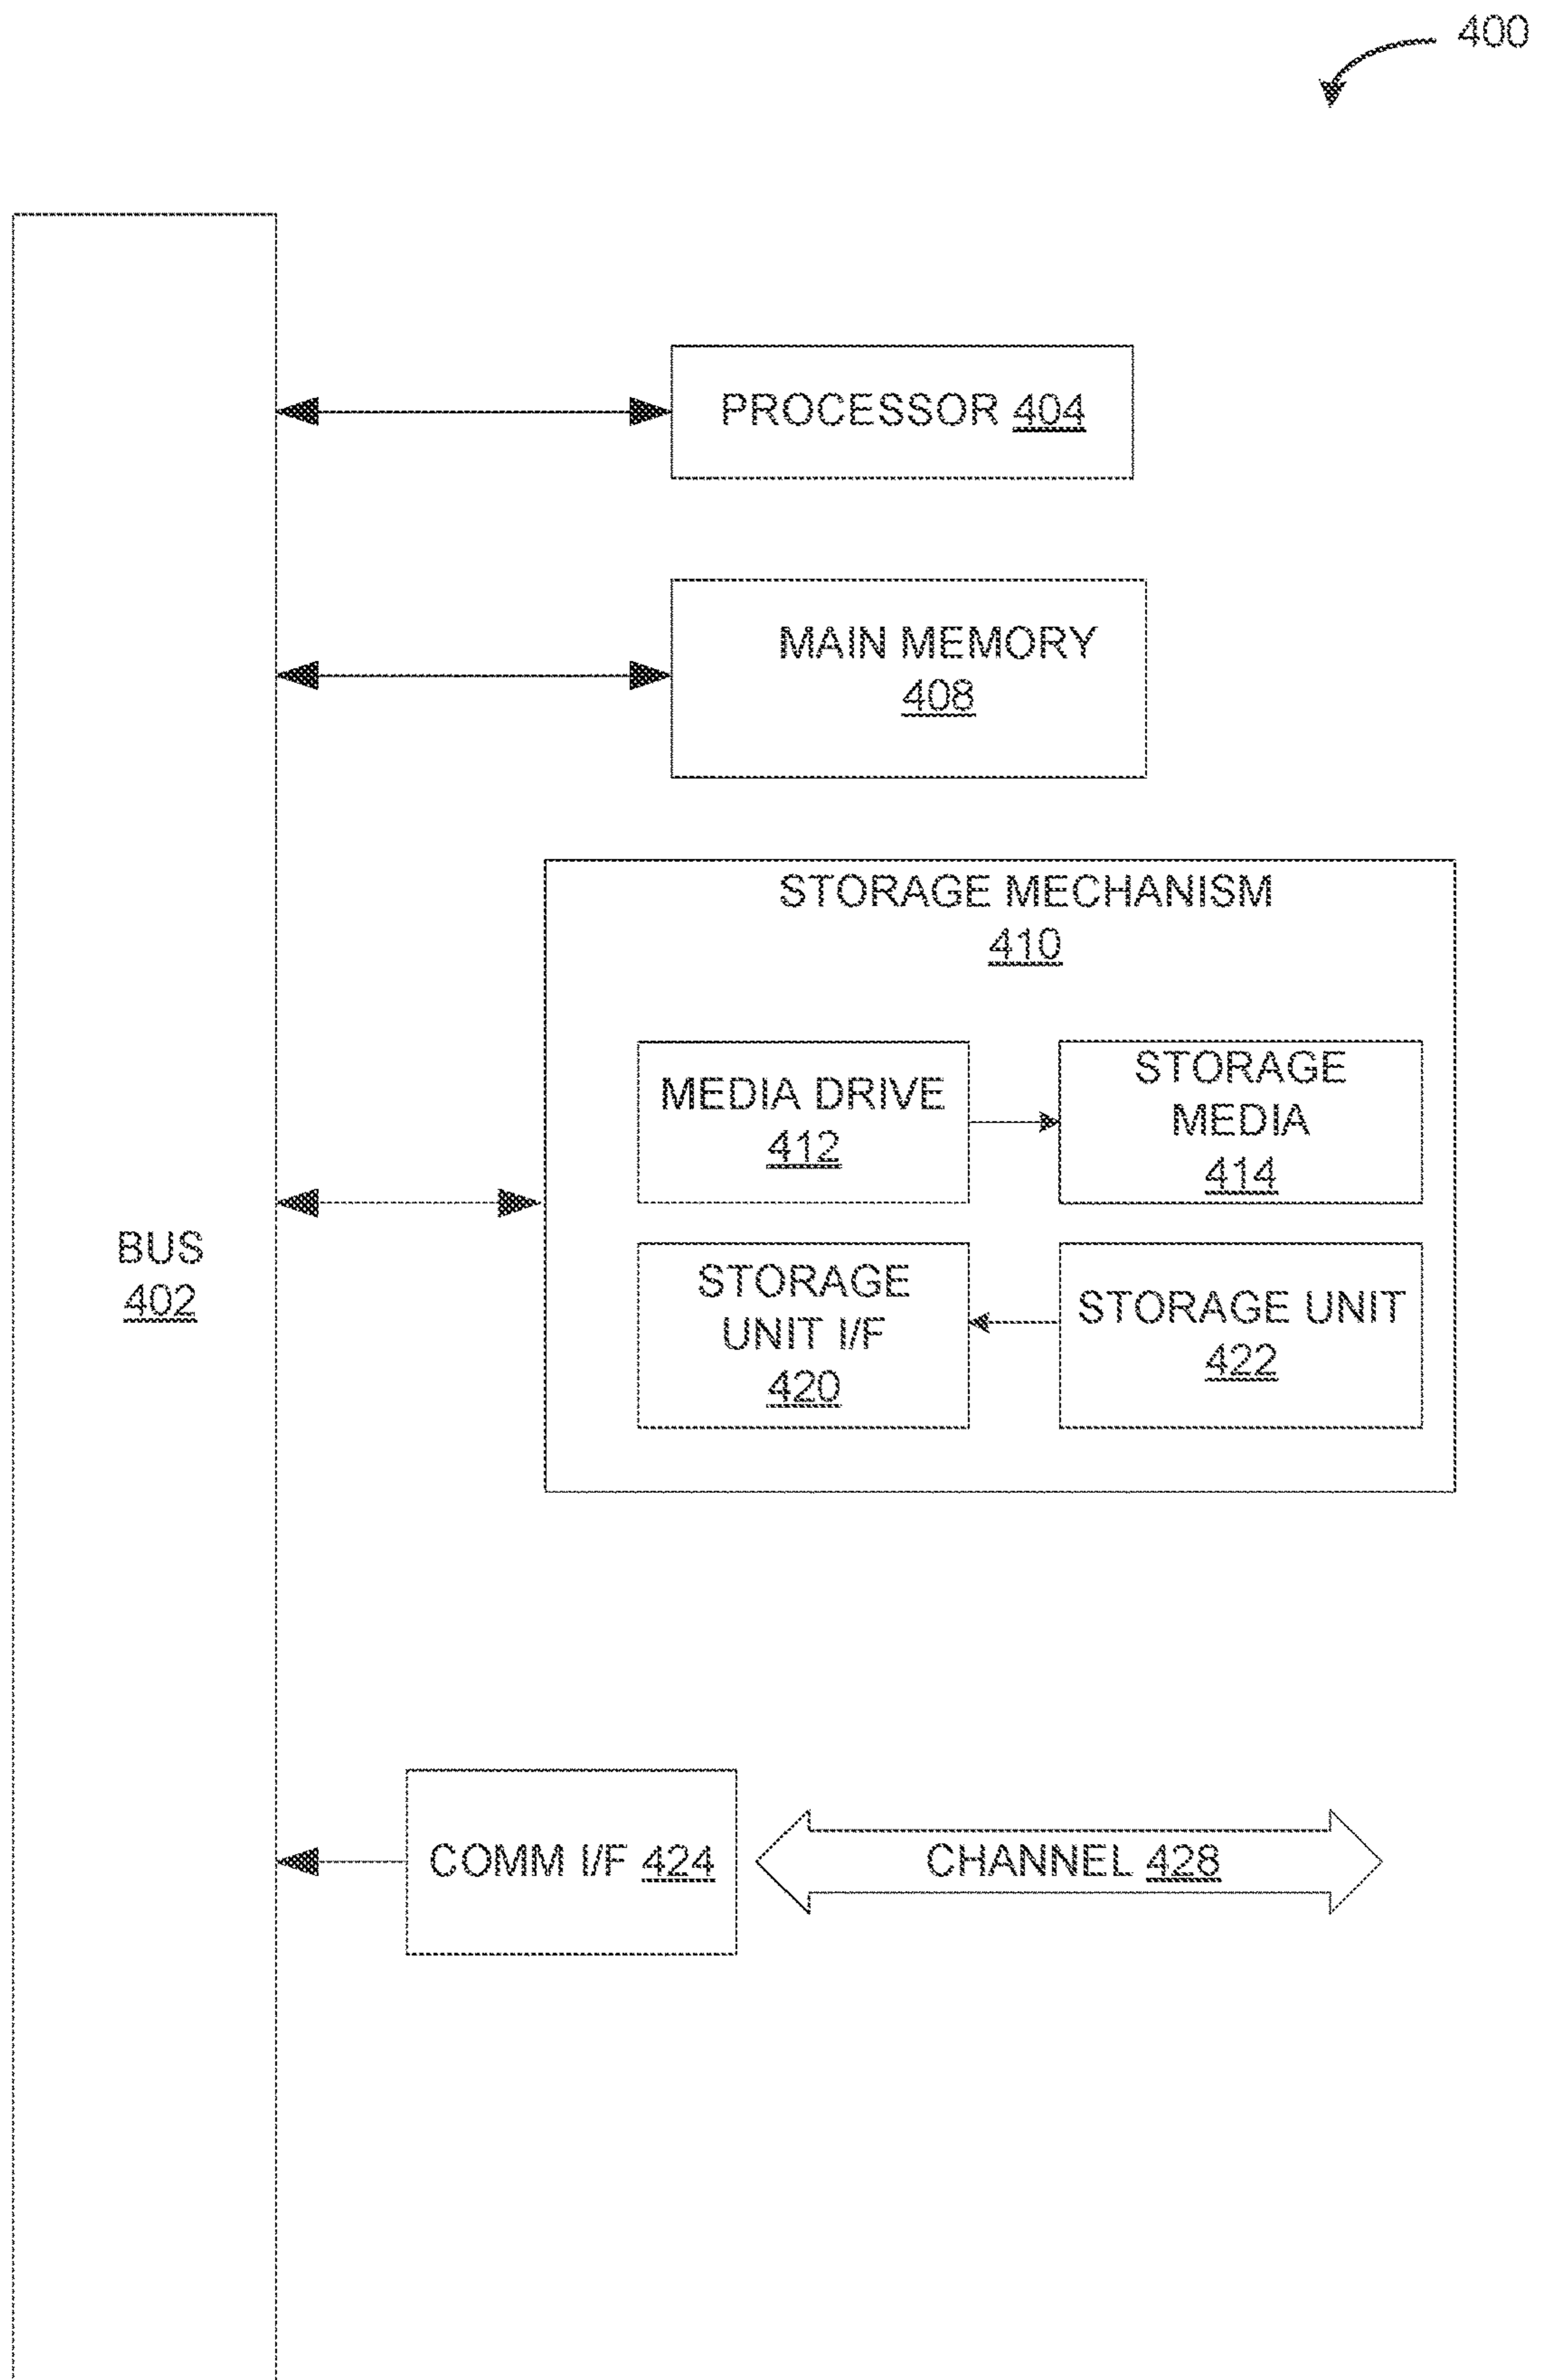 400
PROCESSOR 404
MAIN MEMORY
408
STORAGE MECHANISM
410
MEDIA DRIVE
412
STORAGE
MEDIA
414
BUS
402
STORAGE
UNIT I/F
420
STORAGE UNIT
422
COMM I/F 424
CHANNEL 428